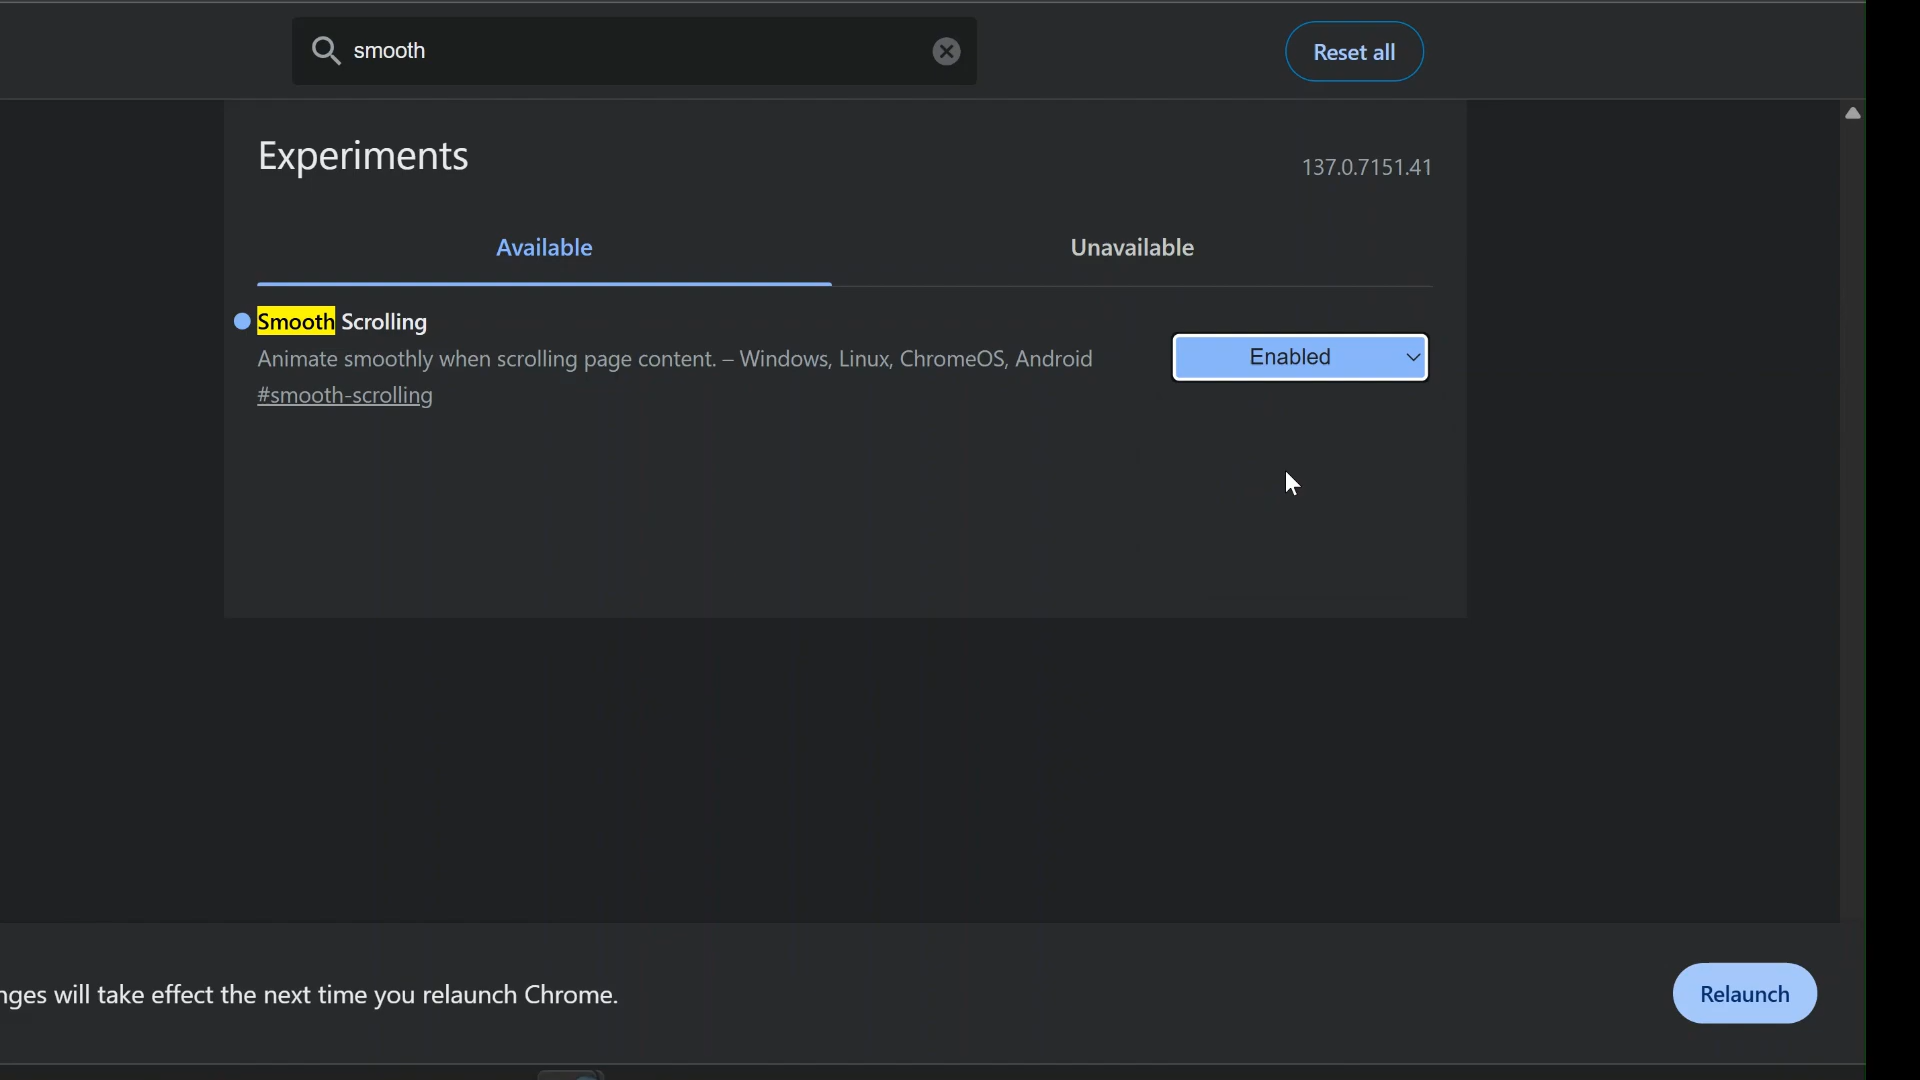 smooth
Reset all
Experiments
137.0.7151.41
Available
Unavailable
Smooth Scrolling
Animate smoothly when scrolling page content. – Windows, Linux, ChromeOS, Android
Enabled
#smooth-scrolling
will take effect the next time you relaunch Chrome.
Relaunch